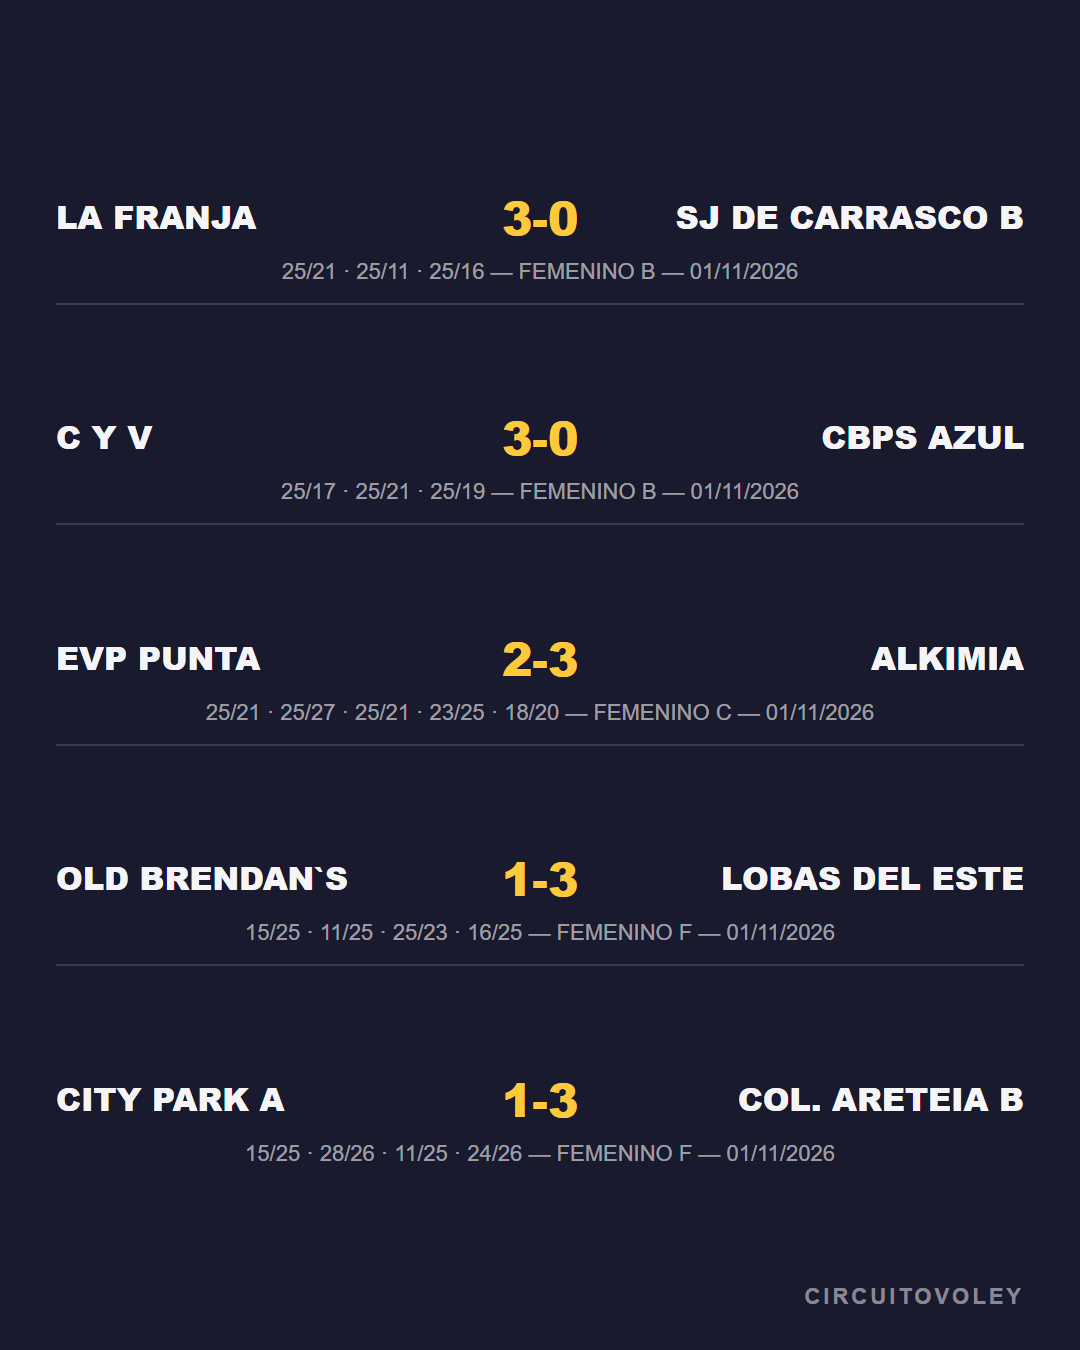 LA FRANJA 3-0 SJ DE CARRASCO B
25/21 · 25/11 · 25/16 — FEMENINO B — 01/11/2026
C Y V 3-0 CBPS AZUL
25/17 · 25/21 · 25/19 — FEMENINO B — 01/11/2026
EVP PUNTA 2-3 ALKIMIA
25/21 · 25/27 · 25/21 · 23/25 · 18/20 — FEMENINO C — 01/11/2026
OLD BRENDAN`S 1-3 LOBAS DEL ESTE
15/25 · 11/25 · 25/23 · 16/25 — FEMENINO F — 01/11/2026
CITY PARK A 1-3 COL. ARETEIA B
15/25 · 28/26 · 11/25 · 24/26 — FEMENINO F — 01/11/2026
CIRCUITOVOLEY